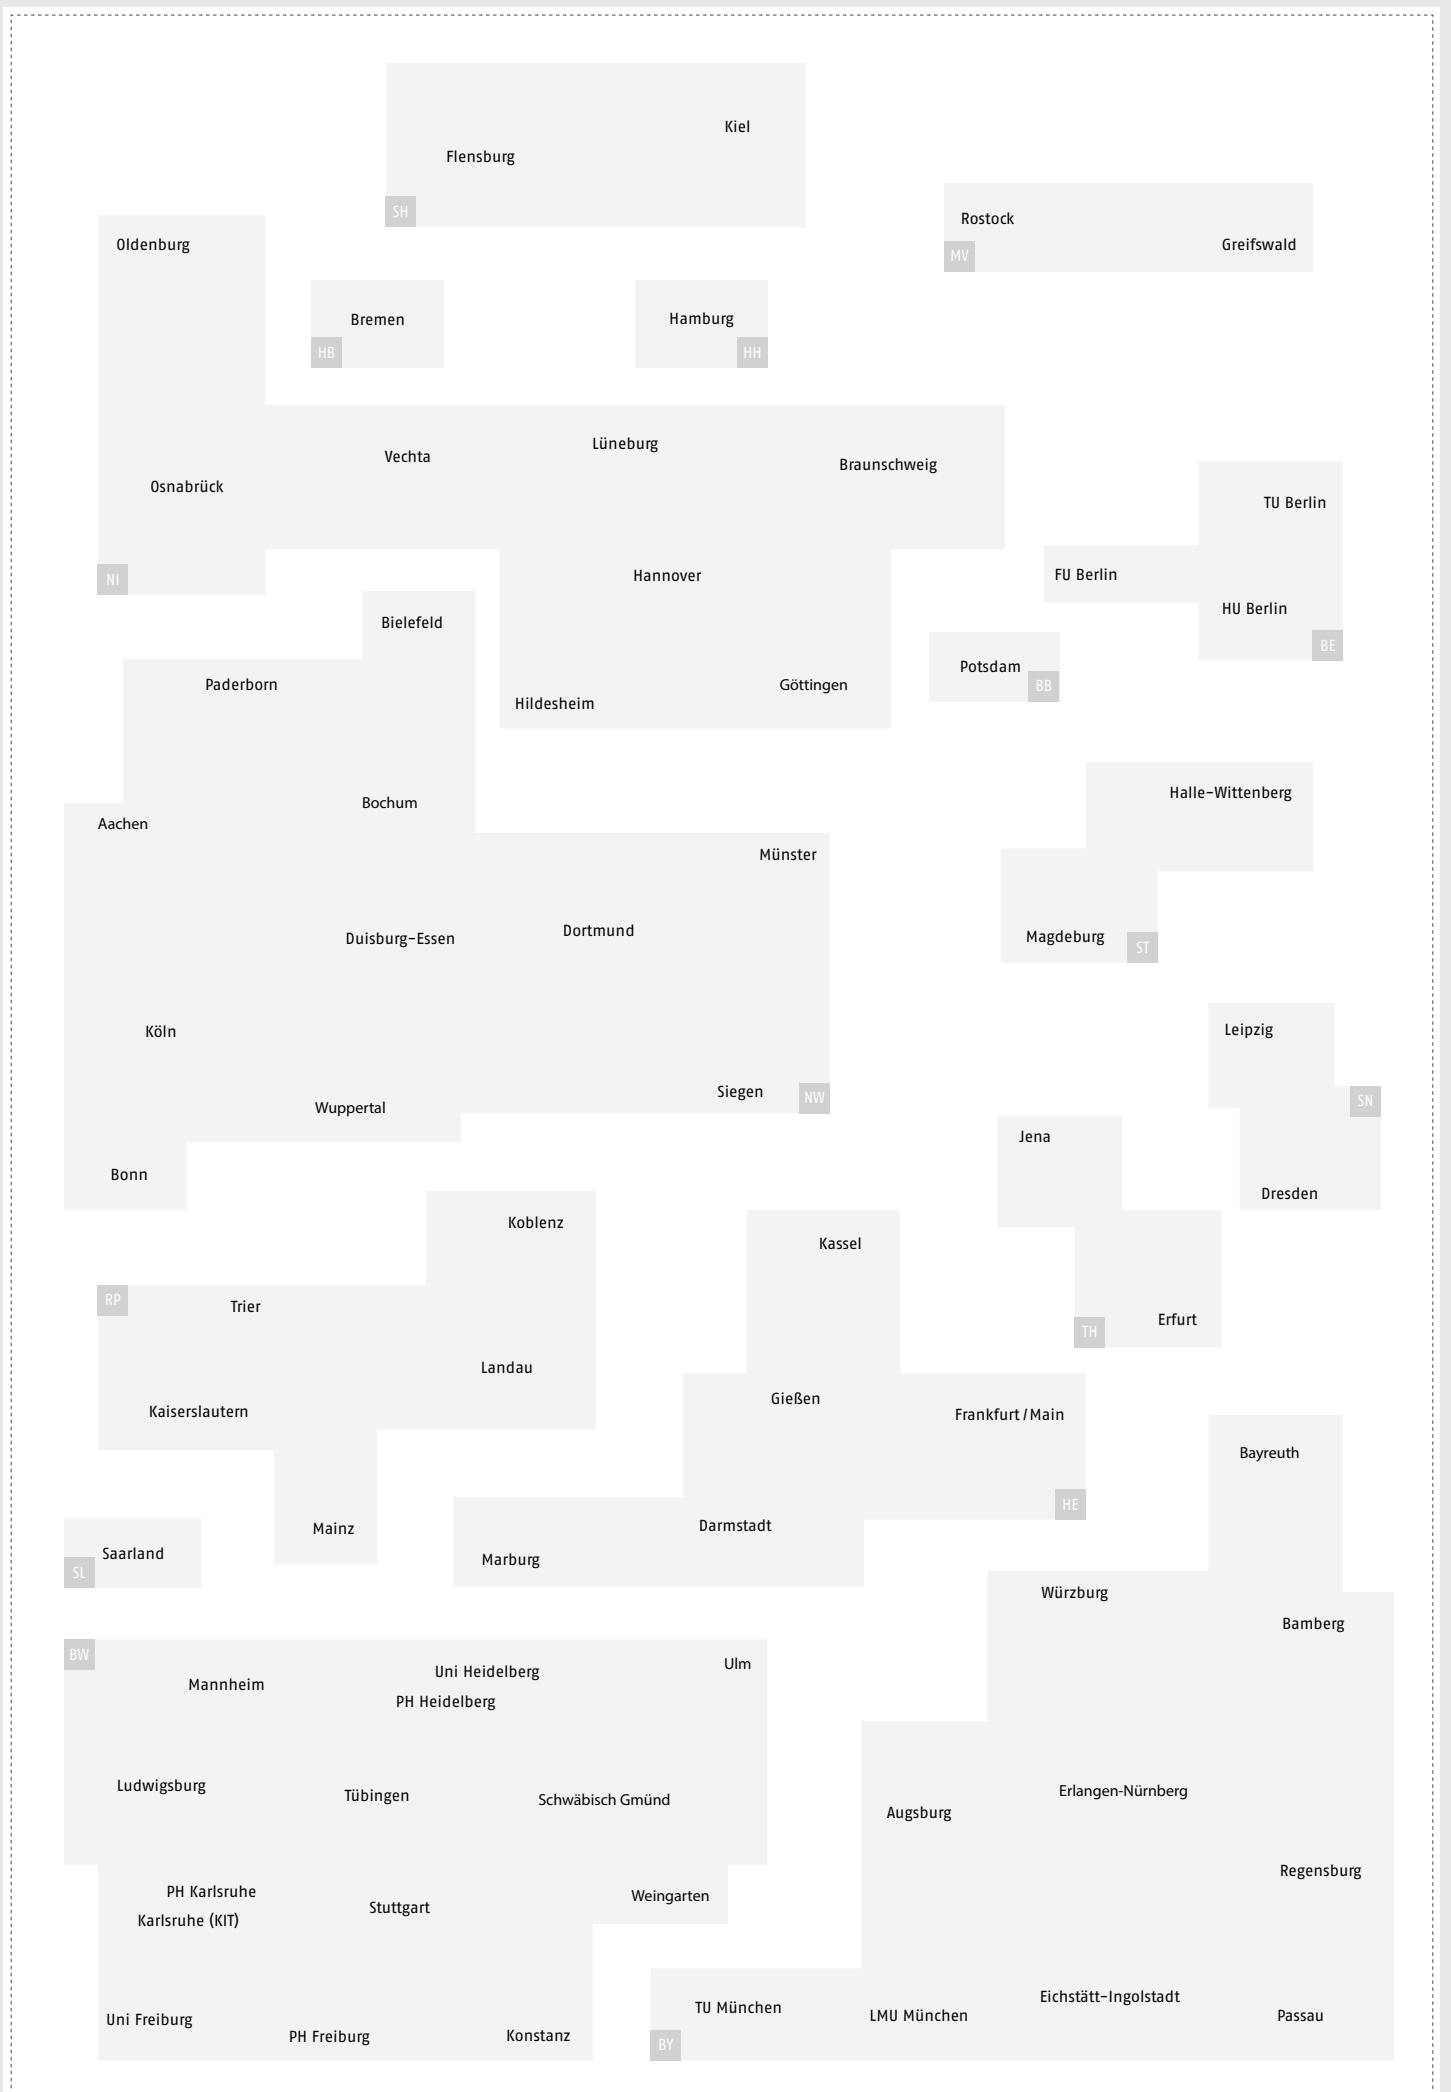 Kiel
Flensburg
SH
Rostock
Greifswald
MV
Oldenburg
Bremen
HB
Hamburg
HH
Vechta
Lüneburg
Braunschweig
Osnabrück
NI
Hannover
Göttingen
Hildesheim
TU Berlin
FU Berlin
HU Berlin
BE
Potsdam
BB
Bielefeld
Paderborn
Bochum
Aachen
Münster
Duisburg-Essen
Dortmund
Köln
Siegen
NW
Wuppertal
Bonn
Halle-Wittenberg
Magdeburg
ST
Leipzig
SN
Dresden
Jena
Erfurt
TH
Koblenz
RP
Trier
Landau
Kaiserslautern
Mainz
Kassel
Gießen
Frankfurt / Main
HE
Darmstadt
Marburg
Saarland
SL
Bayreuth
Würzburg
Bamberg
Erlangen-Nürnberg
Augsburg
Regensburg
Eichstätt-Ingolstadt
TU München
LMU München
Passau
BY
BW
Ulm
Uni Heidelberg
Mannheim
PH Heidelberg
Ludwigsburg
Tübingen
Schwäbisch Gmünd
PH Karlsruhe
Weingarten
Stuttgart
Karlsruhe (KIT)
Uni Freiburg
PH Freiburg
Konstanz